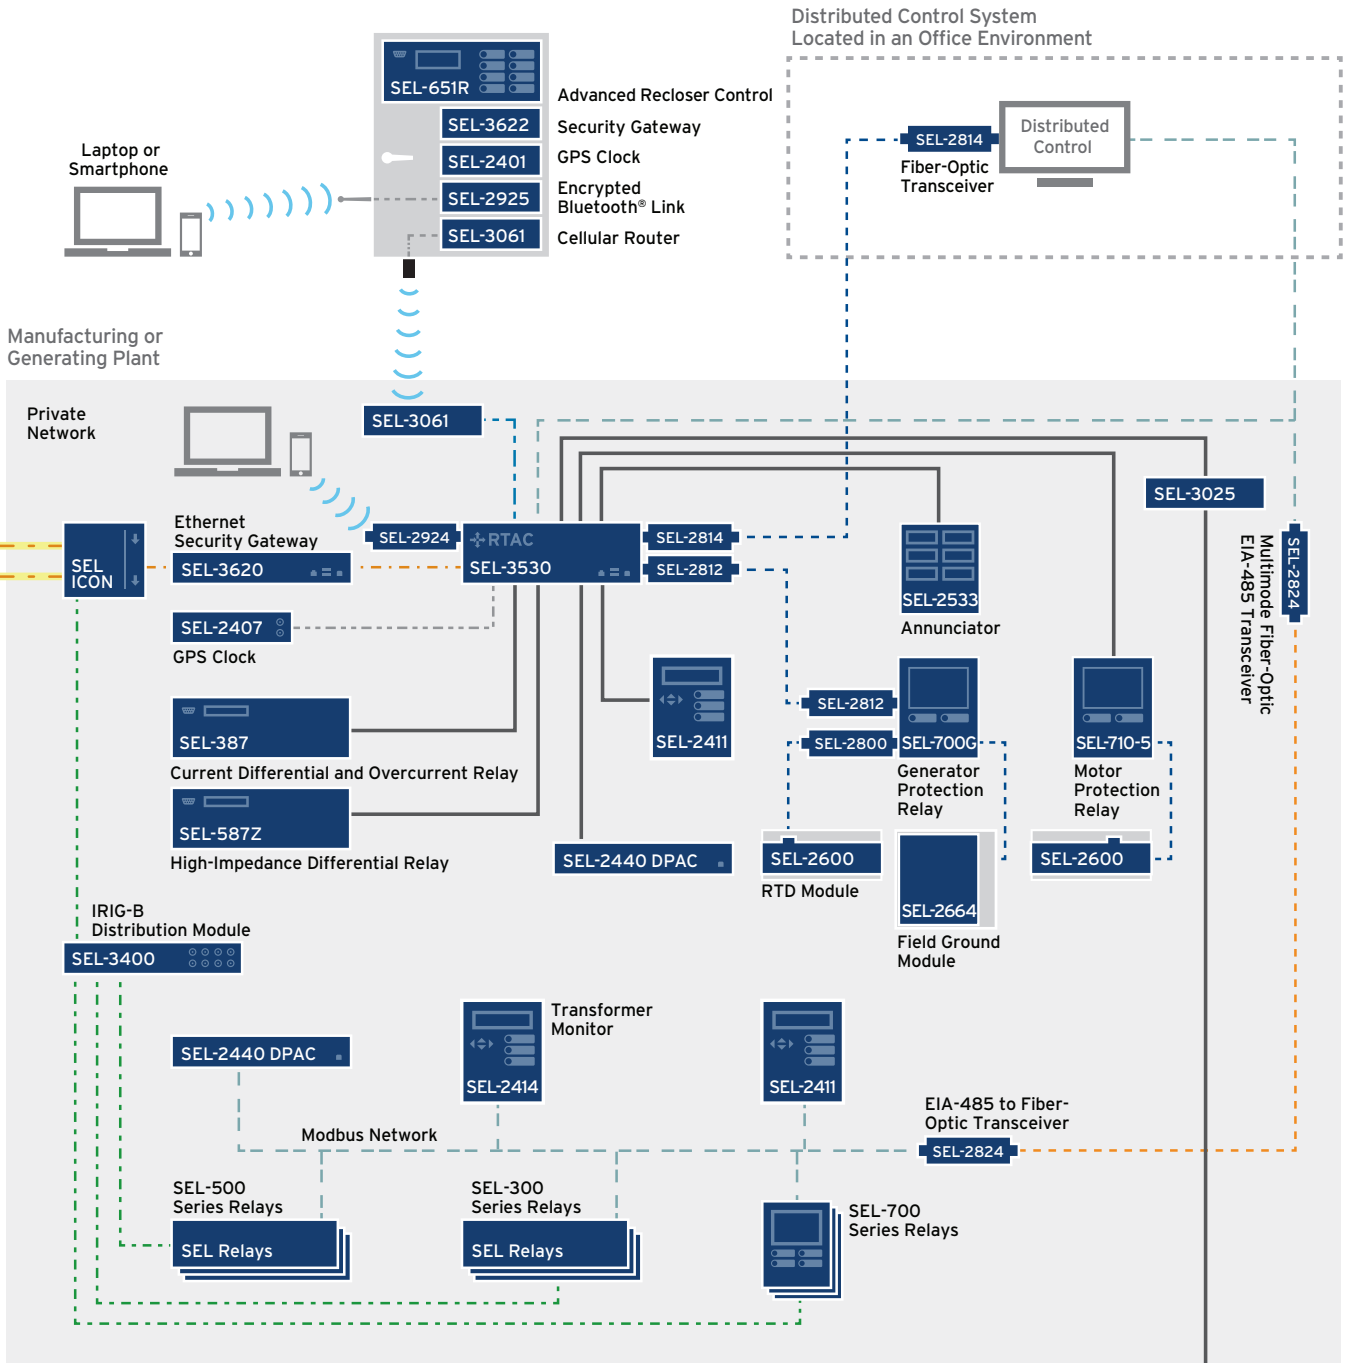 Distributed Control System
Located in an Office Environment
SEL-651R
Advanced Recloser Control
SEL-3622
Security Gateway
SEL-2401
GPS Clock
SEL-2925
Encrypted
Bluetooth® Link
SEL-3061
Cellular Router
Laptop or
Smartphone
SEL-2814
Fiber-Optic
Transceiver
Distributed
Control
Manufacturing or
Generating Plant
Private
Network
SEL-3061
SEL-3025
Ethernet
Security Gateway
SEL
ICON
SEL-3620
SEL-2924
RTAC
SEL-3530
SEL-2814
SEL-2812
SEL-2533
Annunciator
SEL-2824
Multimode Fiber-Optic
EIA-485 Transceiver
SEL-2407
GPS Clock
SEL-387
Current Differential and Overcurrent Relay
SEL-587Z
High-Impedance Differential Relay
SEL-2411
SEL-2812
SEL-2800
SEL-700G
Generator
Protection
Relay
SEL-710-5
Motor
Protection
Relay
SEL-2440 DPAC
SEL-2600
RTD Module
SEL-2664
Field Ground
Module
SEL-2600
IRIG-B
Distribution Module
SEL-3400
SEL-2440 DPAC
Transformer
Monitor
SEL-2414
SEL-2411
Modbus Network
EIA-485 to Fiber-
Optic Transceiver
SEL-2824
SEL-500
Series Relays
SEL Relays
SEL-300
Series Relays
SEL Relays
SEL-700
Series Relays